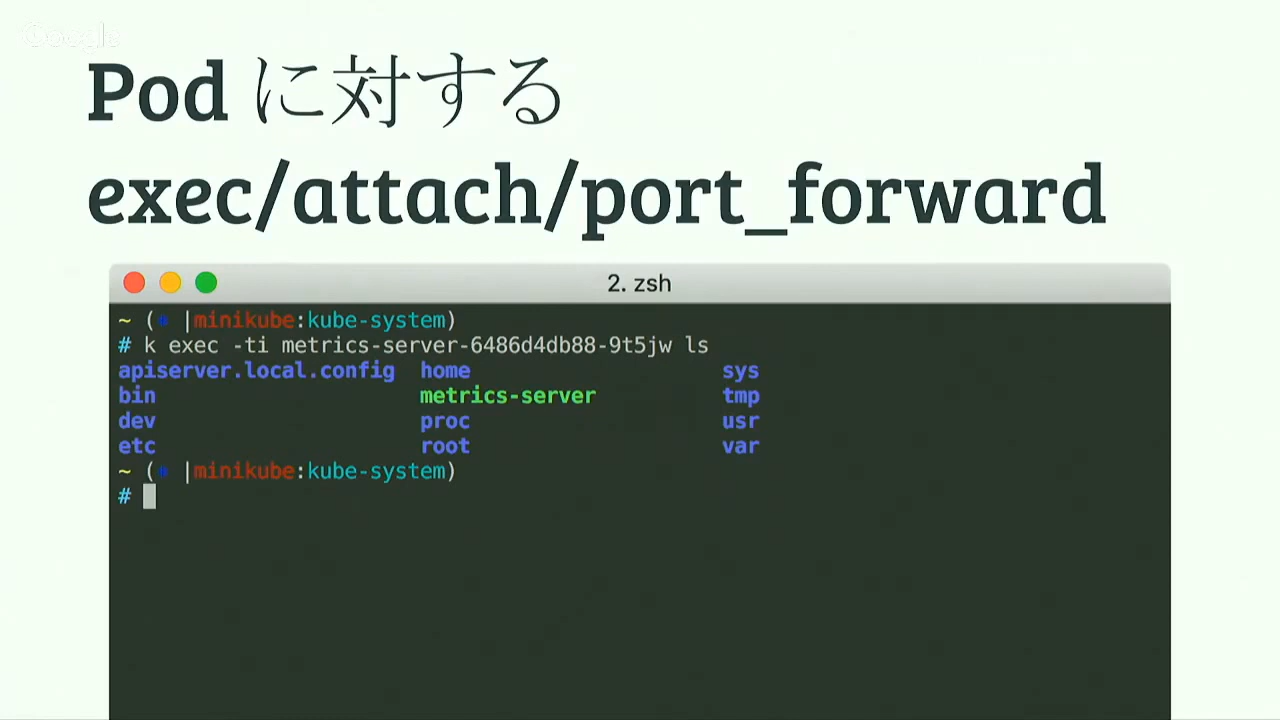 Google
Pod に対する
exec/attach/port_forward
2. zsh
~ ( |minikube:kube-system)
# k exec -ti metrics-server-6486d4db88-9t5jw ls
apiserver.local.config home sys
bin metrics-server tmp
dev proc usr
etc root var
~ ( |minikube:kube-system)
#